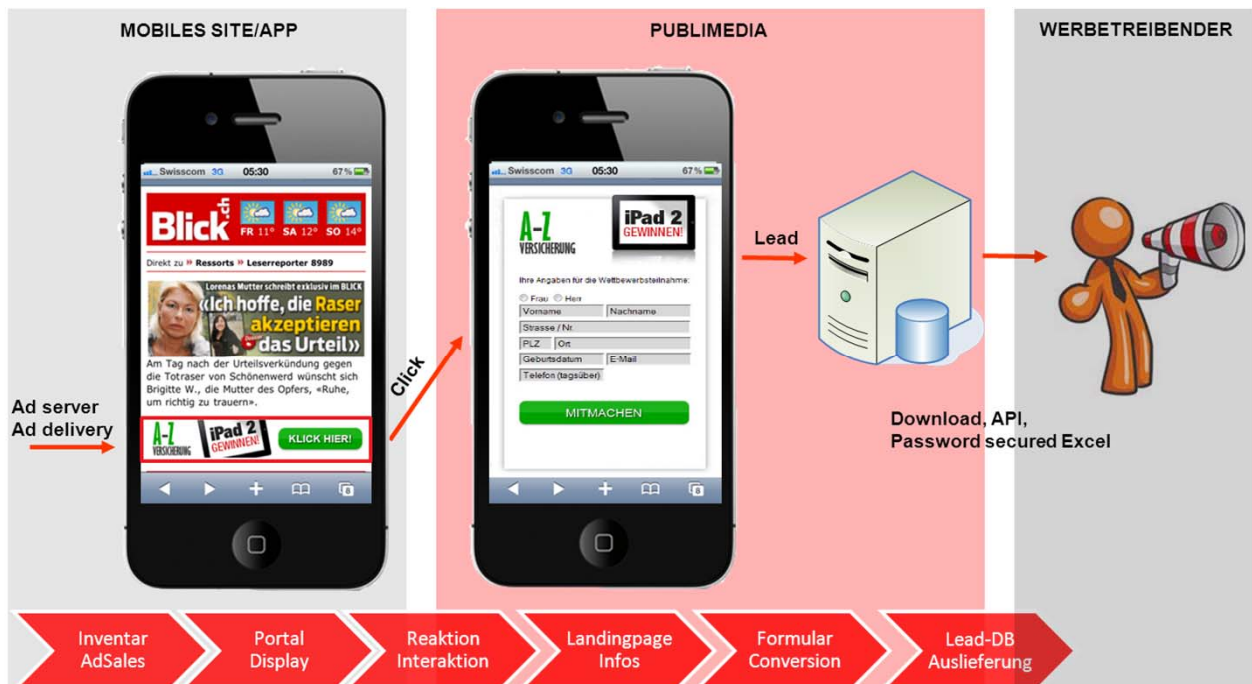 MOBILES SITE/APP
PUBLIMEDIA
WERBETREIBENDER
Swisscom 3G 05:30 67%
Blick.ch
FR 11° SA 12° SO 14°
Direkt zu » Ressorts » Leserreporter 8989
Lorenas Mutter schreibt exklusiv im BLICK
«Ich hoffe, die Raser
akzeptieren
das Urteil»
Am Tag nach der Urteilsverkündung gegen
die Totraser von Schönenwerd wünscht sich
Brigitte W., die Mutter des Opfers, «Ruhe,
um richtig zu trauern».
A-Z
VERSICHERUNG
iPad 2
GEWINNEN!
KLICK HIER!
8
Ad server
Ad delivery
Click
Swisscom 3G 05:30 67%
A-Z
VERSICHERUNG
iPad 2
GEWINNEN!
Ihre Angaben für die Wettbewerbsteilnahme:
Frau Herr
Vorname Nachname
Strasse / Nr.
PLZ Ort
Geburtsdatum E-Mail
Telefon (tagsüber)
MITMACHEN
8
Lead
Download, API,
Password secured Excel
Inventar
AdSales
Portal
Display
Reaktion
Interaktion
Landingpage
Infos
Formular
Conversion
Lead-DB
Auslieferung